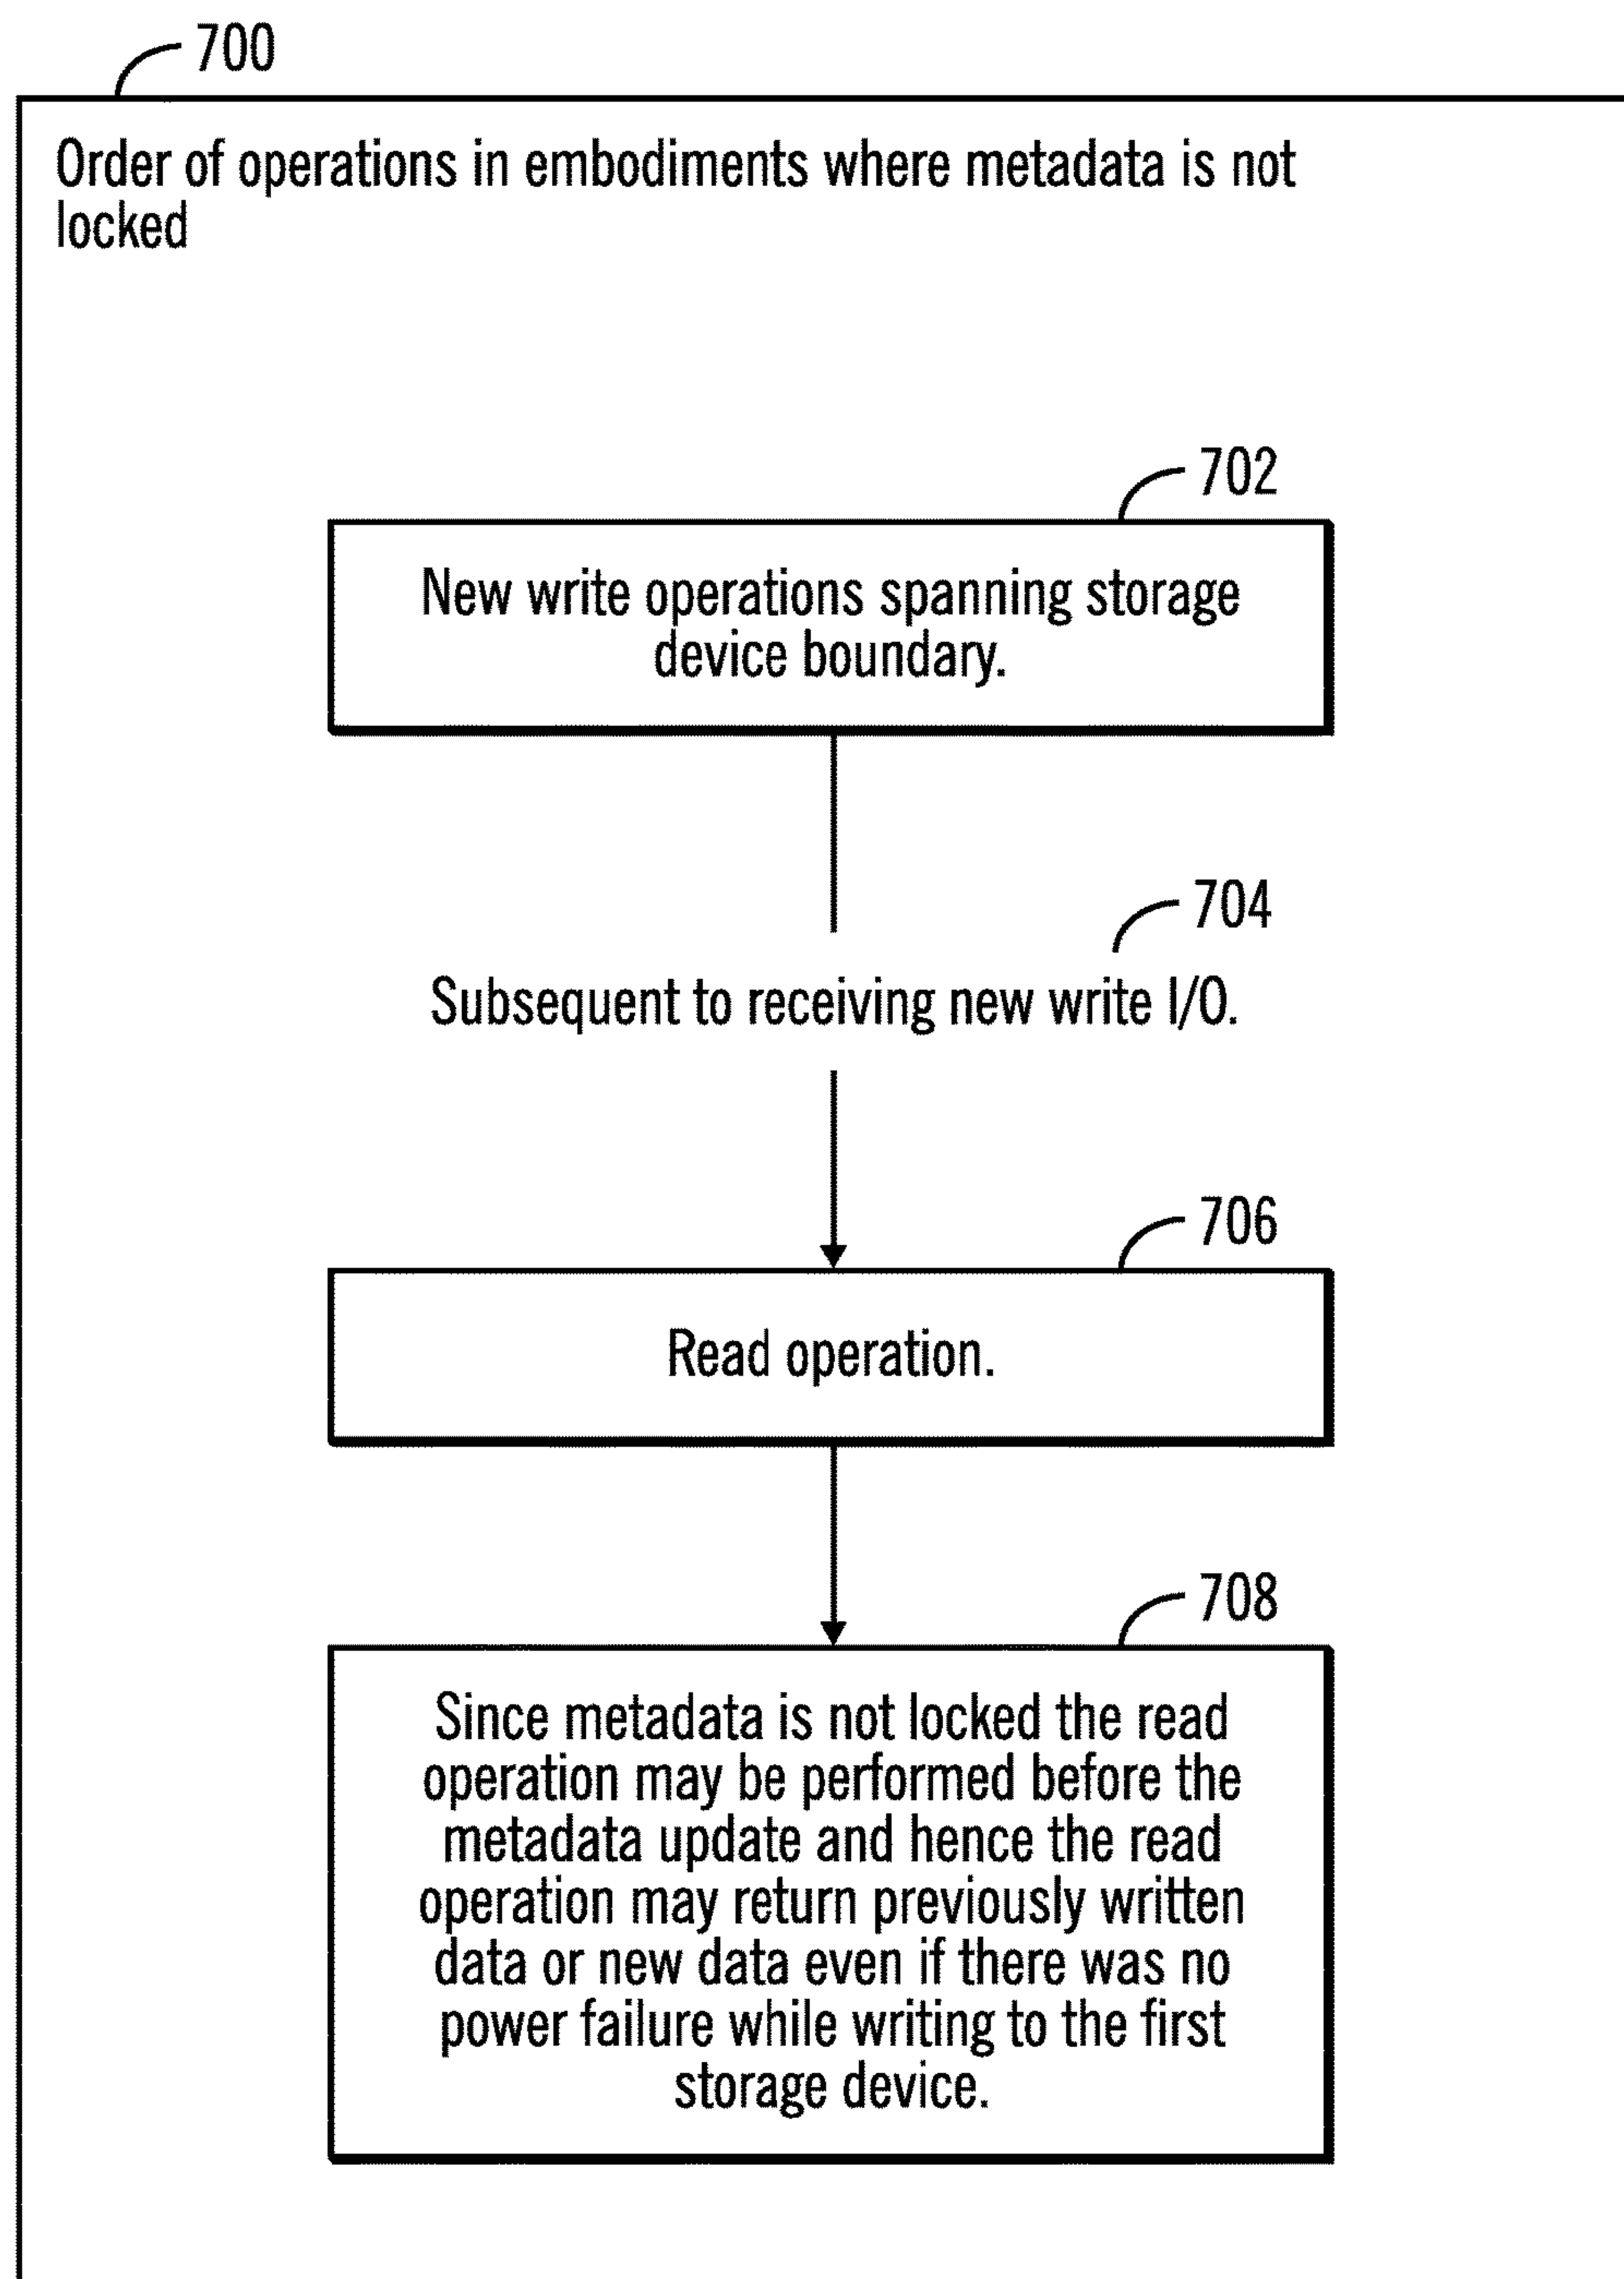 700
Order of operations in embodiments where metadata is not
locked
702
New write operations spanning storage
device boundary.
704
Subsequent to receiving new write I/O.
706
Read operation.
708
Since metadata is not locked the read
operation may be performed before the
metadata update and hence the read
operation may return previously written
data or new data even if there was no
power failure while writing to the first
storage device.